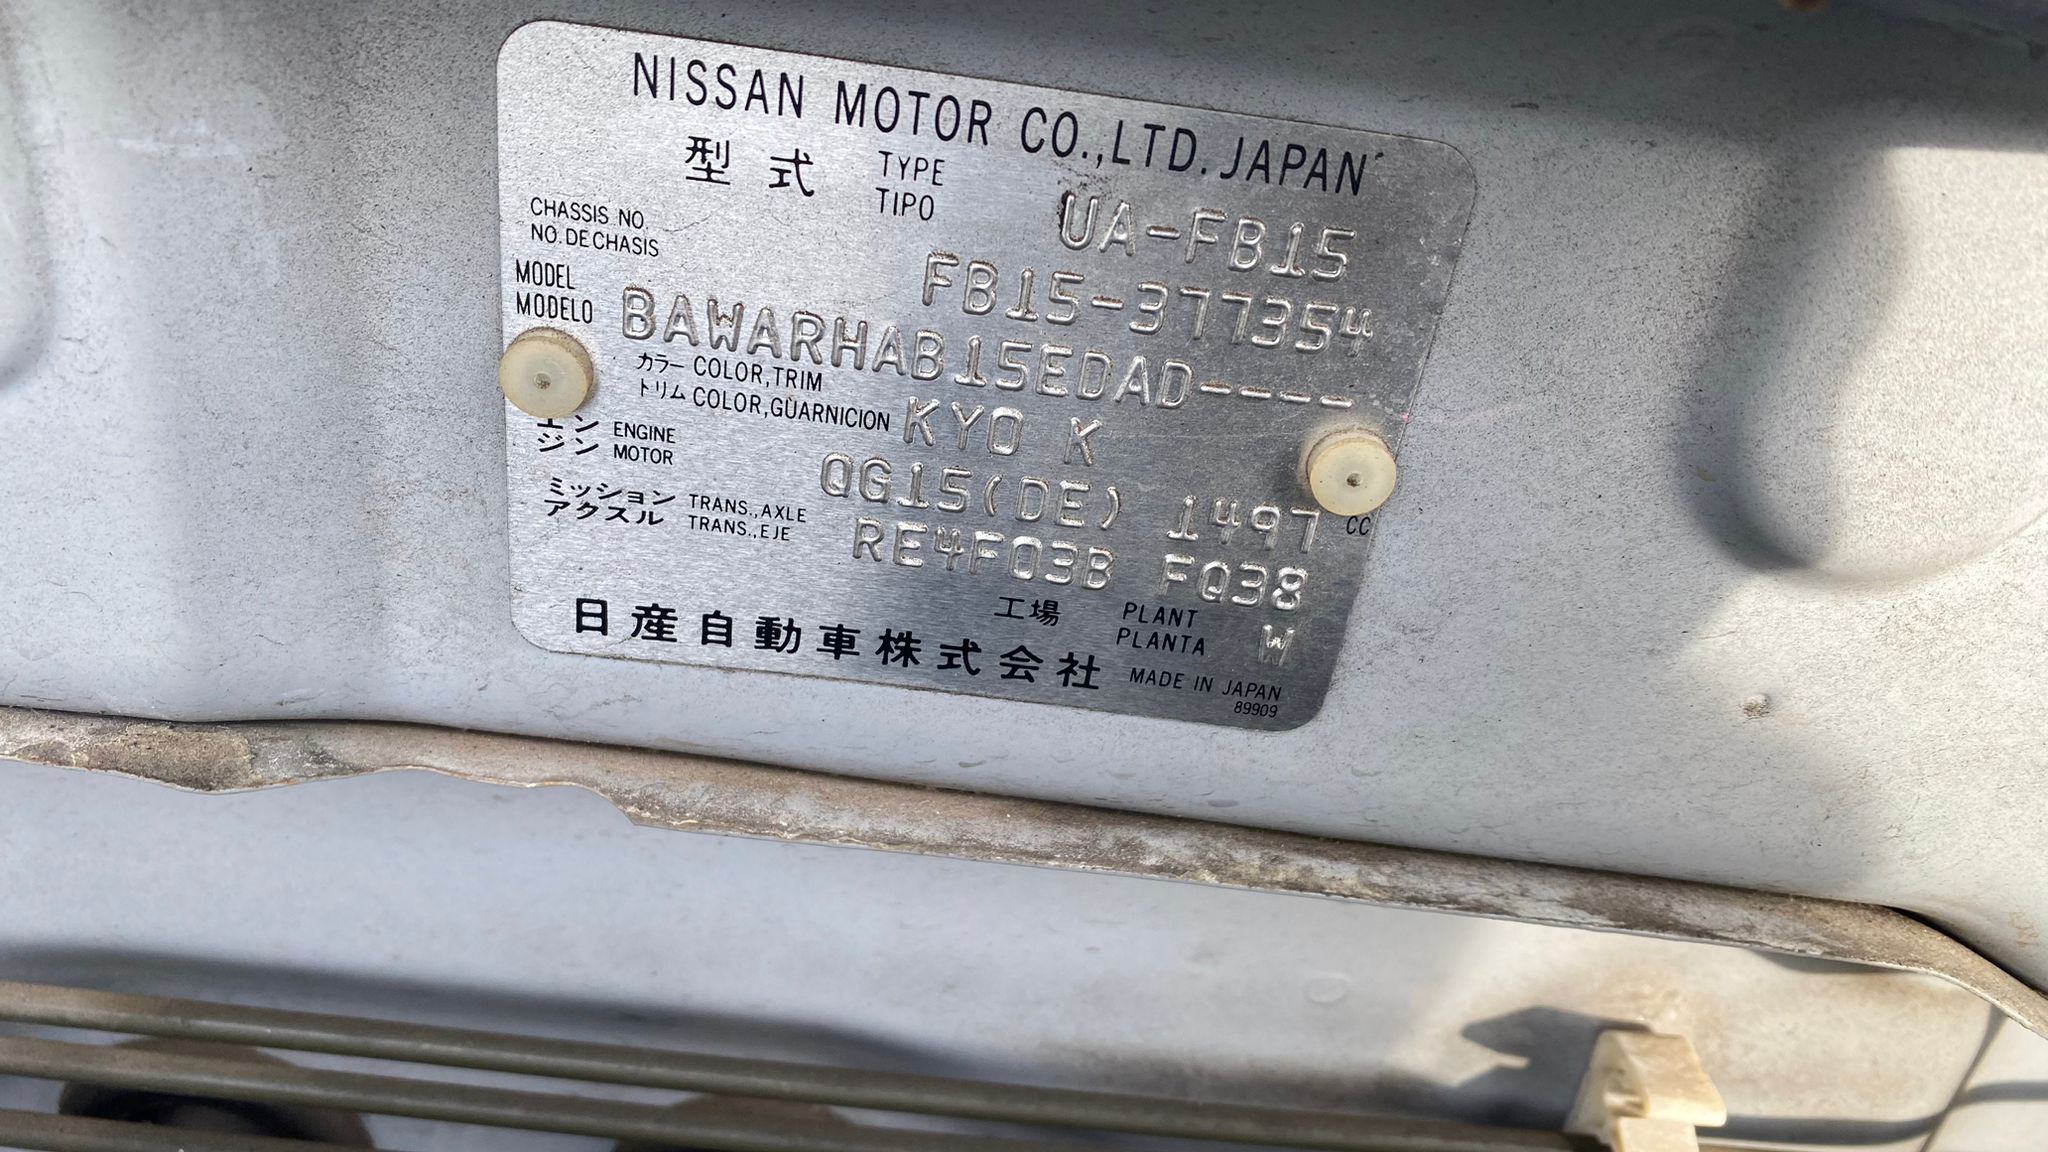 NISSAN MOTOR CO.,LTD. JAPAN
型式 TYPE TIPO UA-FB15
CHASSIS NO.
NO. DE CHASIS FB15-377354
MODEL
MODELO BAWARHAB15EDAD----
カラー COLOR,TRIM
トリム COLOR,GUARNICION KY0 K
エン ENGINE
ジン MOTOR QG15(DE) 1497 CC
ミッション TRANS.,AXLE
アクスル TRANS.,EJE RE4F03B FQ38
工場 PLANT
PLANTA W
日産自動車株式会社 MADE IN JAPAN
89909